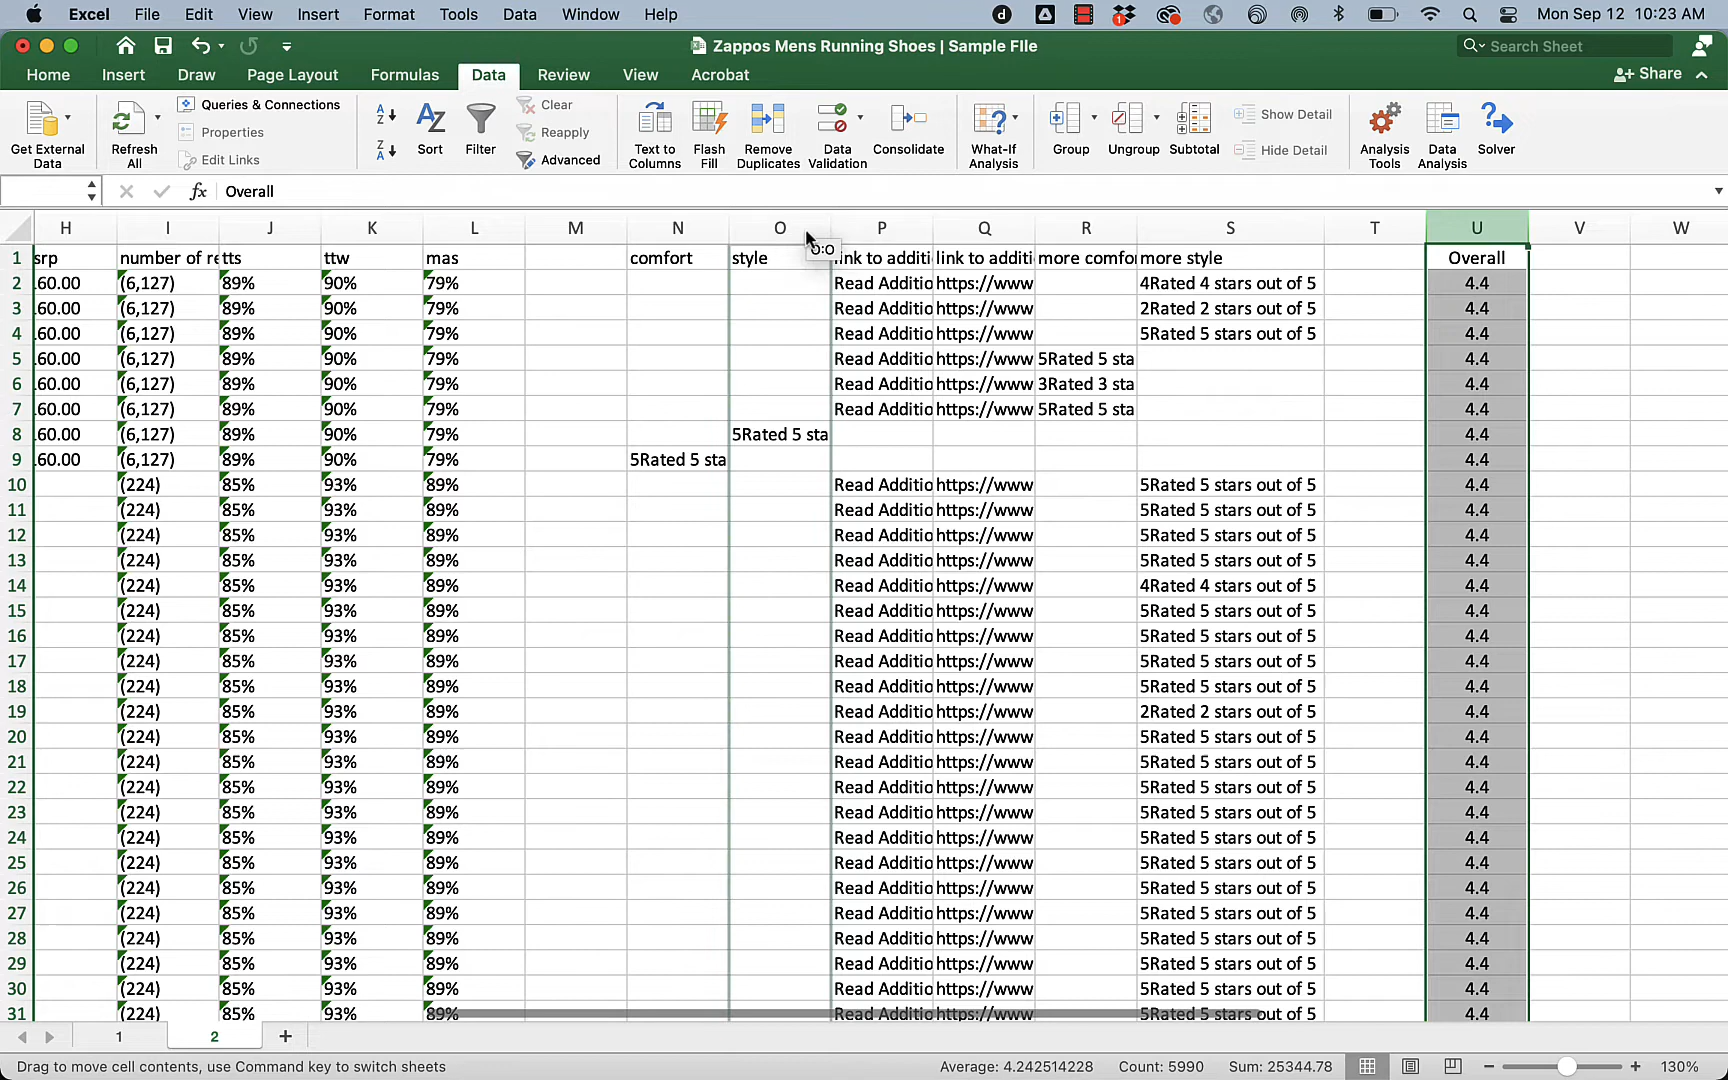 Excel File Edit View Insert Format Tools Data Window Help Mon Sep 12 10:23 AM
Zappos Mens Running Shoes | Sample FIle
Search Sheet
Home Insert Draw Page Layout Formulas Data Review View Acrobat Share
Get External Data
Refresh All
Queries & Connections
Properties
Edit Links
Sort
Filter
Clear
Reapply
Advanced
Text to Columns
Flash Fill
Remove Duplicates
Data Validation
Consolidate
What-If Analysis
Group
Ungroup
Subtotal
Show Detail
Hide Detail
Analysis Tools
Data Analysis
Solver
fx Overall
H I J K L M N O P Q R S T U V W
O:O
1 srp number of re tts ttw mas comfort style link to additi link to additi more comfo more style Overall
2 60.00 (6,127) 89% 90% 79% Read Additio https://www 4Rated 4 stars out of 5 4.4
3 60.00 (6,127) 89% 90% 79% Read Additio https://www 2Rated 2 stars out of 5 4.4
4 60.00 (6,127) 89% 90% 79% Read Additio https://www 5Rated 5 stars out of 5 4.4
5 60.00 (6,127) 89% 90% 79% Read Additio https://www 5Rated 5 sta 4.4
6 60.00 (6,127) 89% 90% 79% Read Additio https://www 3Rated 3 sta 4.4
7 60.00 (6,127) 89% 90% 79% Read Additio https://www 5Rated 5 sta 4.4
8 60.00 (6,127) 89% 90% 79% 5Rated 5 sta 4.4
9 60.00 (6,127) 89% 90% 79% 5Rated 5 sta 4.4
10 (224) 85% 93% 89% Read Additio https://www 5Rated 5 stars out of 5 4.4
11 (224) 85% 93% 89% Read Additio https://www 5Rated 5 stars out of 5 4.4
12 (224) 85% 93% 89% Read Additio https://www 5Rated 5 stars out of 5 4.4
13 (224) 85% 93% 89% Read Additio https://www 5Rated 5 stars out of 5 4.4
14 (224) 85% 93% 89% Read Additio https://www 4Rated 4 stars out of 5 4.4
15 (224) 85% 93% 89% Read Additio https://www 5Rated 5 stars out of 5 4.4
16 (224) 85% 93% 89% Read Additio https://www 5Rated 5 stars out of 5 4.4
17 (224) 85% 93% 89% Read Additio https://www 5Rated 5 stars out of 5 4.4
18 (224) 85% 93% 89% Read Additio https://www 5Rated 5 stars out of 5 4.4
19 (224) 85% 93% 89% Read Additio https://www 2Rated 2 stars out of 5 4.4
20 (224) 85% 93% 89% Read Additio https://www 5Rated 5 stars out of 5 4.4
21 (224) 85% 93% 89% Read Additio https://www 5Rated 5 stars out of 5 4.4
22 (224) 85% 93% 89% Read Additio https://www 5Rated 5 stars out of 5 4.4
23 (224) 85% 93% 89% Read Additio https://www 5Rated 5 stars out of 5 4.4
24 (224) 85% 93% 89% Read Additio https://www 5Rated 5 stars out of 5 4.4
25 (224) 85% 93% 89% Read Additio https://www 5Rated 5 stars out of 5 4.4
26 (224) 85% 93% 89% Read Additio https://www 5Rated 5 stars out of 5 4.4
27 (224) 85% 93% 89% Read Additio https://www 5Rated 5 stars out of 5 4.4
28 (224) 85% 93% 89% Read Additio https://www 5Rated 5 stars out of 5 4.4
29 (224) 85% 93% 89% Read Additio https://www 5Rated 5 stars out of 5 4.4
30 (224) 85% 93% 89% Read Additio https://www 5Rated 5 stars out of 5 4.4
31 (224) 85% 93% 89% Read Additio https://www 5Rated 5 stars out of 5 4.4
1 2 +
Drag to move cell contents, use Command key to switch sheets Average: 4.242514228 Count: 5990 Sum: 25344.78 130%